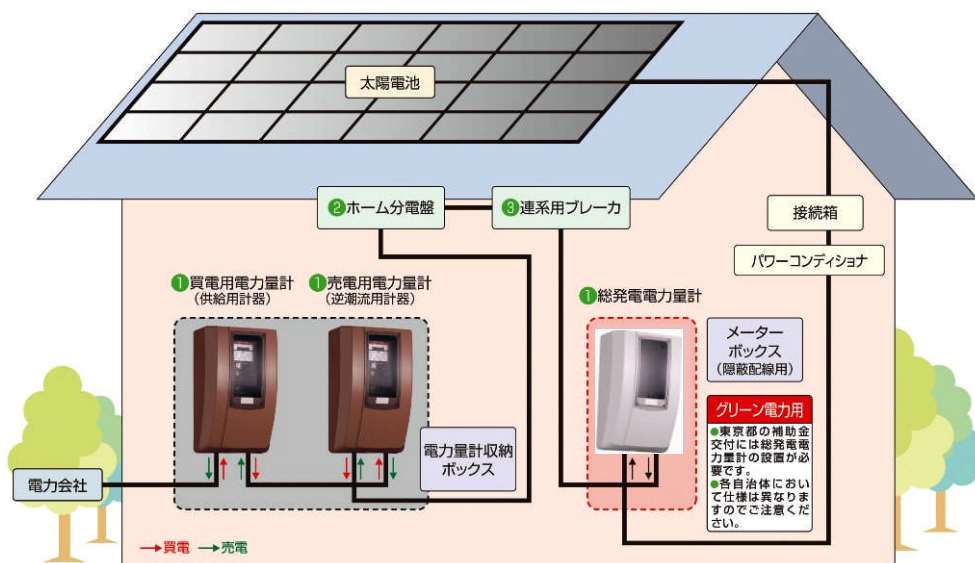 太陽電池
❷ホーム分電盤
❸連系用ブレーカ
接続箱
パワーコンディショナ
❶買電用電力量計
(供給用計器)
❶売電用電力量計
(逆潮流用計器)
❶総発電電力量計
メーター
ボックス
(隠蔽配線用)
グリーン電力用
●東京都の補助金
交付には総発電電
力量計の設置が必
要です。
●各自治体におい
て仕様は異なりま
すのでご注意くだ
さい。
電力量計収納
ボックス
電力会社
→買電 →売電